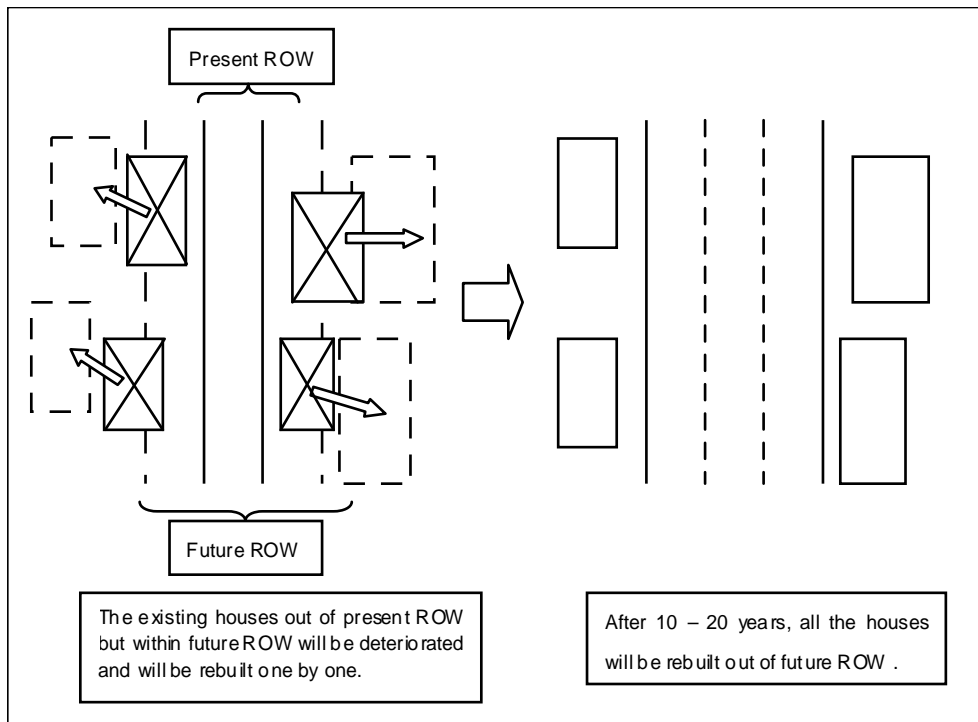 Present ROW
Future ROW
The existing houses out of present ROW
but within future ROW will be deteriorated
and will be rebuilt one by one.
After 10 – 20 years, all the houses
will be rebuilt out of future ROW .